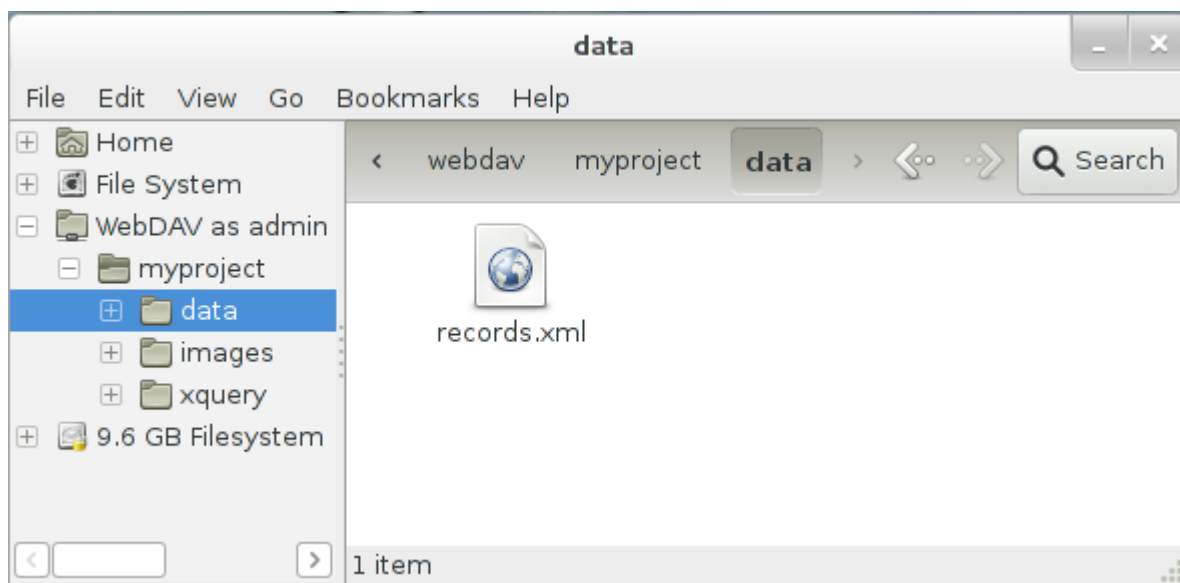 data
File Edit View Go Bookmarks Help
Home
File System
WebDAV as admin
myproject
data
images
xquery
9.6 GB Filesystem
webdav myproject data Search
records.xml
1 item